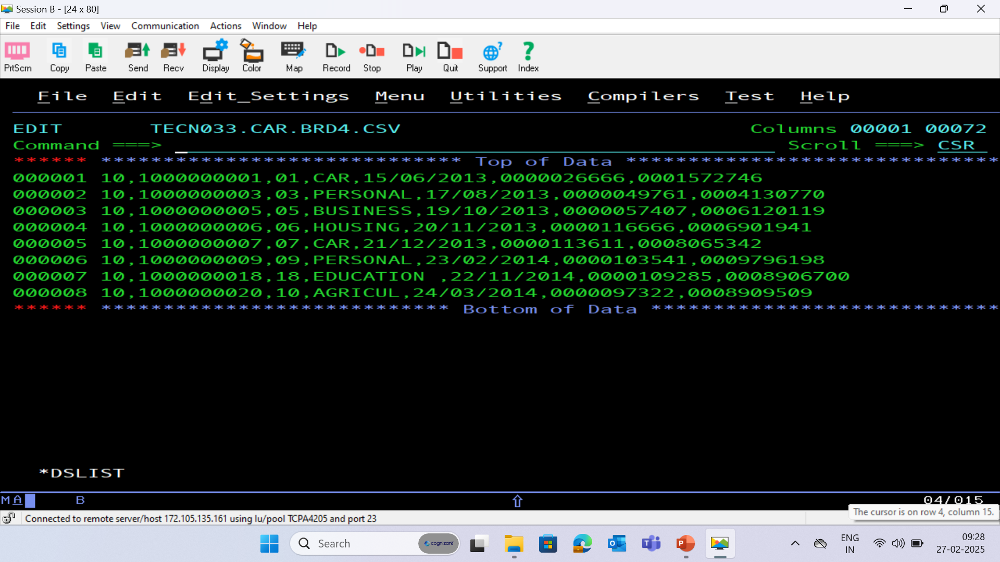 Session B - [24 x 80]
File Edit Settings View Communication Actions Window Help
PrtScrn Copy Paste Send Recv Display Color Map Record Stop Play Quit Support Index
File Edit Edit_Settings Menu Utilities Compilers Test Help
EDIT TECN033.CAR.BRD4.CSV Columns 00001 00072
Command ===> Scroll ===> CSR
****** ***************************** Top of Data ******************************
000001 10,1000000001,01,CAR,15/06/2013,0000026666,0001572746
000002 10,1000000003,03,PERSONAL,17/08/2013,0000049761,0004130770
000003 10,1000000005,05,BUSINESS,19/10/2013,0000057407,0006120119
000004 10,1000000006,06,HOUSING,20/11/2013,0000116666,0006901941
000005 10,1000000007,07,CAR,21/12/2013,0000113611,0008065342
000006 10,1000000009,09,PERSONAL,23/02/2014,0000103541,0009796198
000007 10,1000000018,18,EDUCATION ,22/11/2014,0000109285,0008906700
000008 10,1000000020,10,AGRICUL,24/03/2014,0000097322,0008909509
****** **************************** Bottom of Data ****************************
*DSLIST
MA B 04/015
The cursor is on row 4, column 15.
Connected to remote server/host 172.105.135.161 using lu/pool TCPA4205 and port 23
Search cognizant ENG IN 09:28
27-02-2025